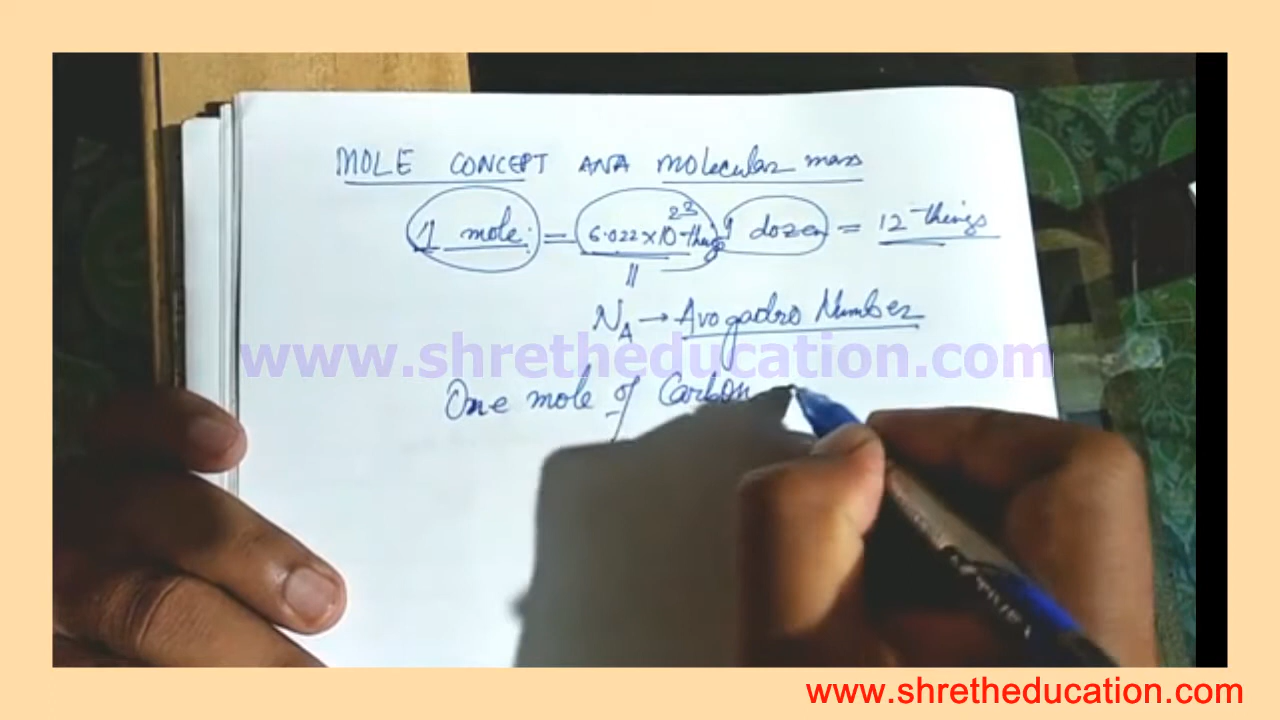 MOLE CONCEPT ANA Molecular mass
1 mole = 6.022×10²³ things 1 dozen = 12 things
||
N_A → Avogadro Number
www.shretheducation.com
One mole of Carbon
www.shretheducation.com